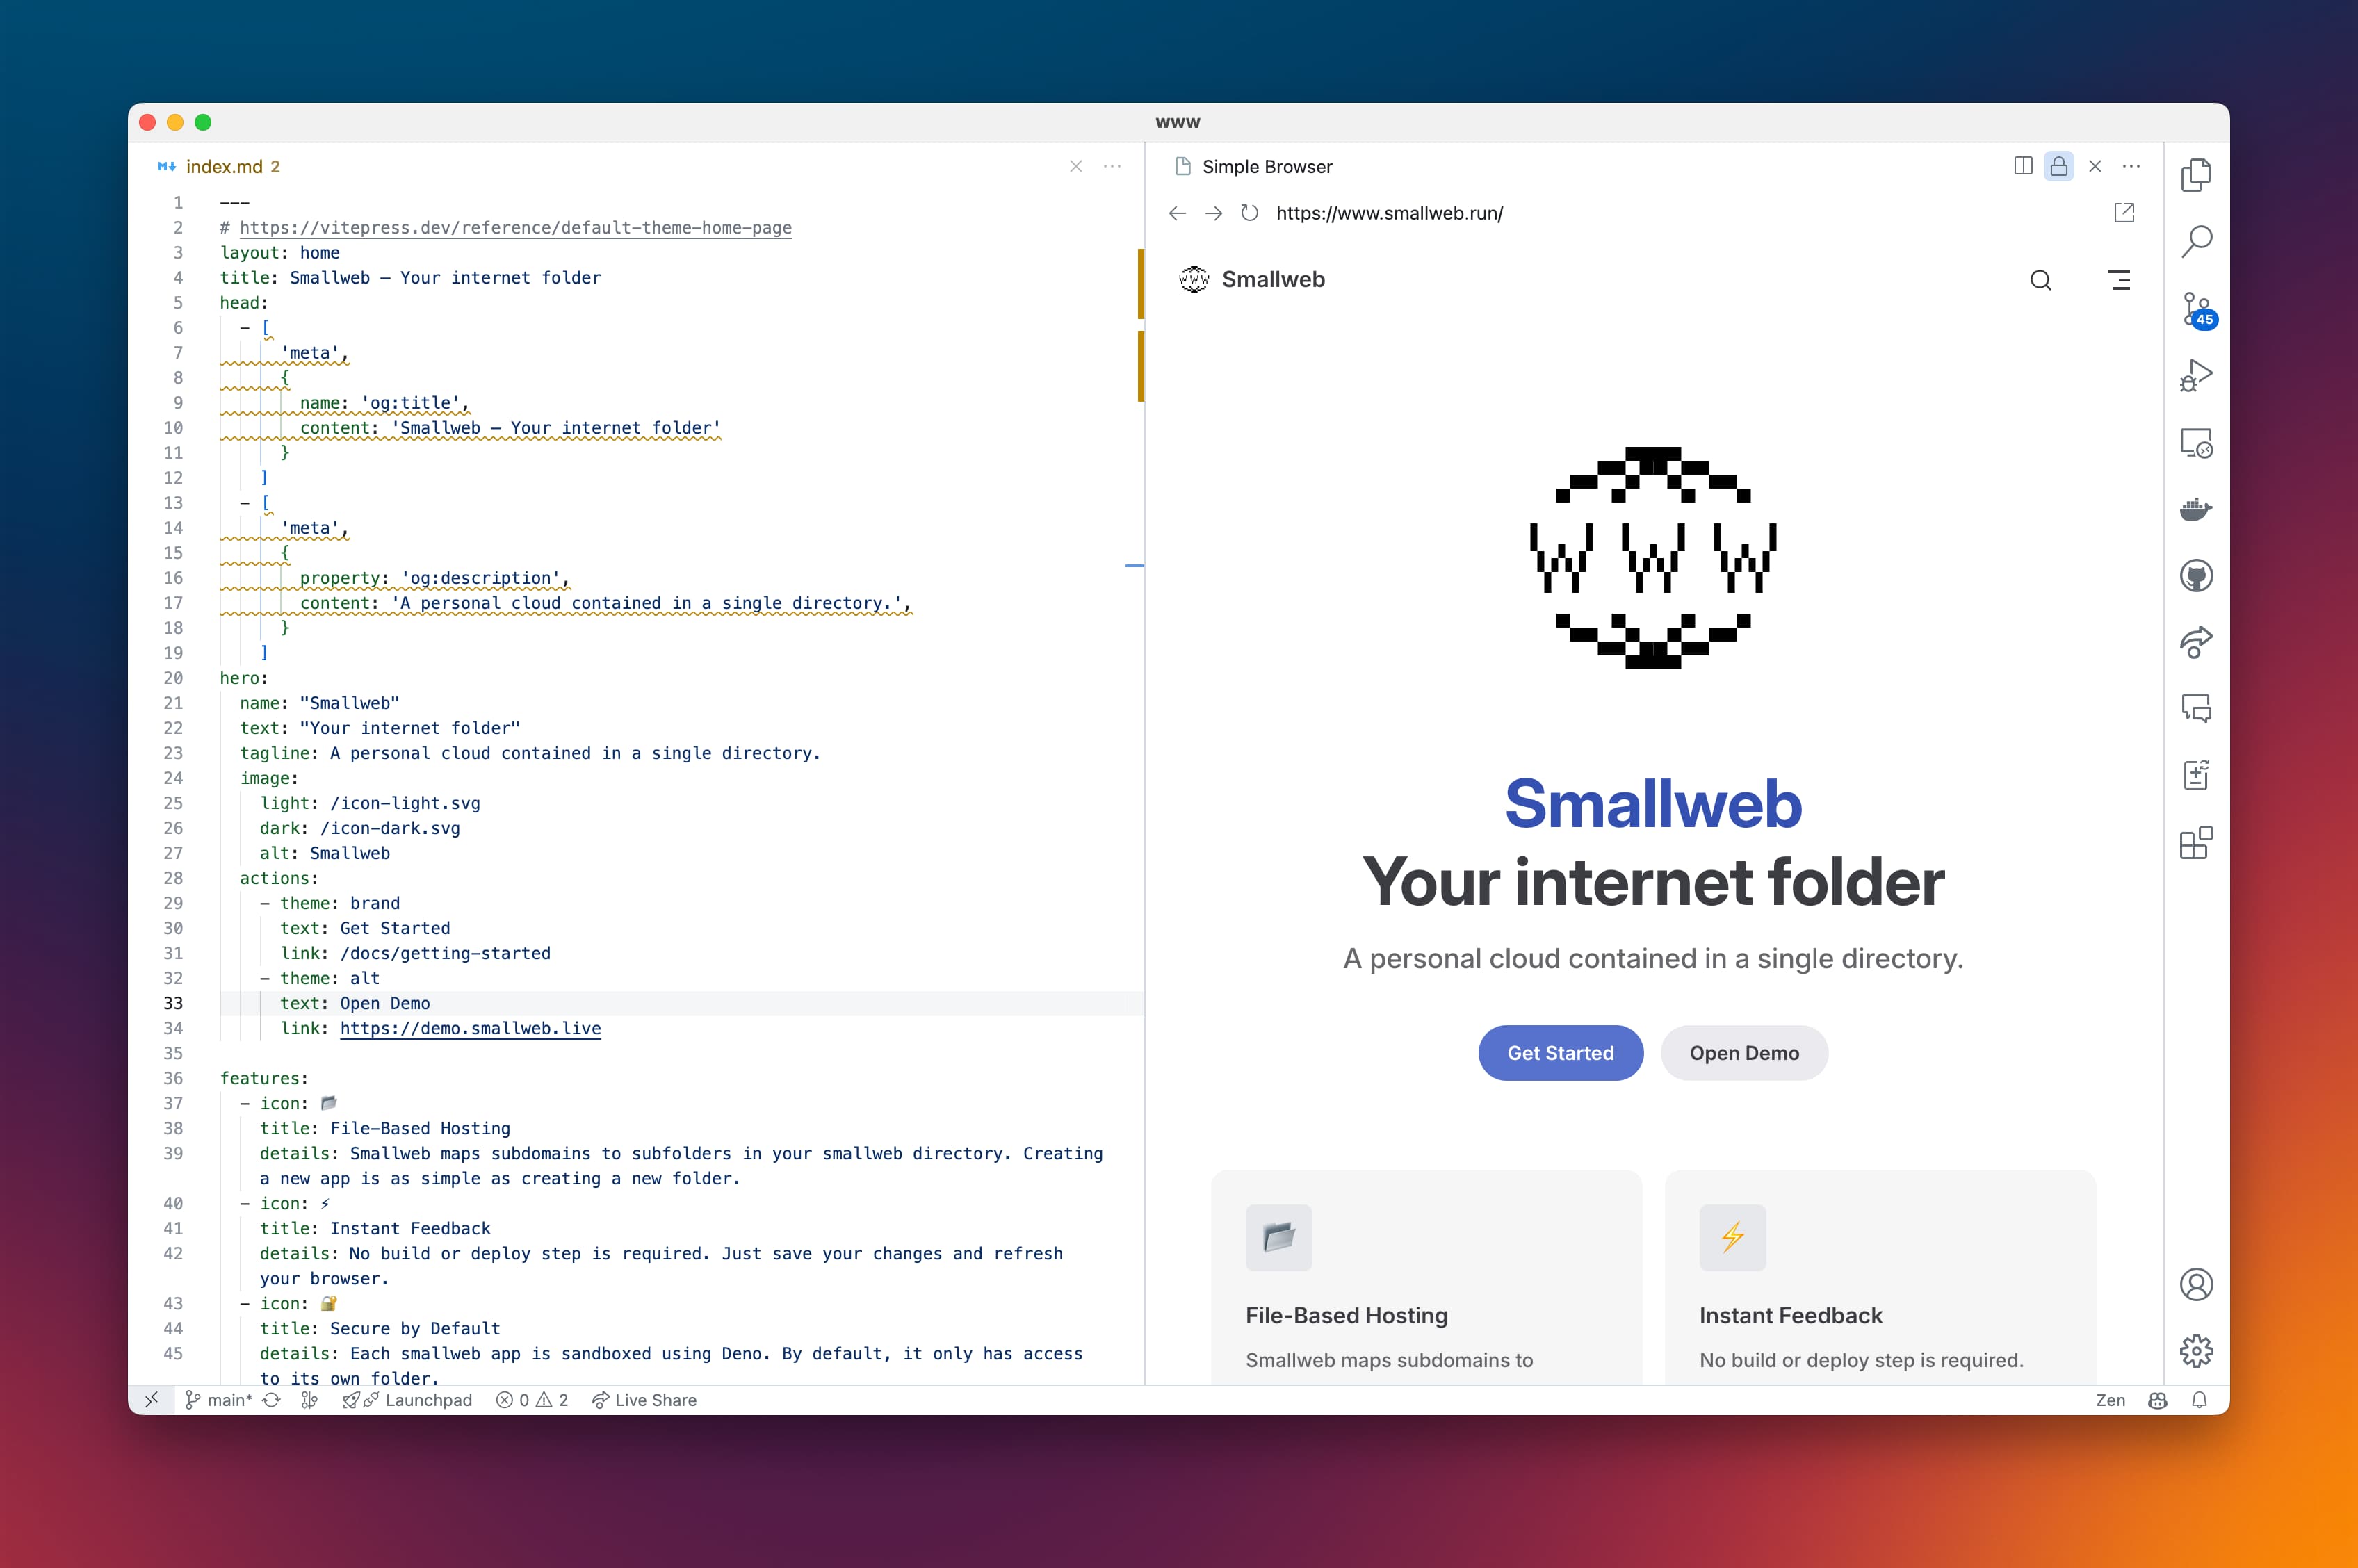 www
index.md 2
1 ---
2 # https://vitepress.dev/reference/default-theme-home-page
3 layout: home
4 title: Smallweb – Your internet folder
5 head:
6 - [
7 'meta',
8 {
9 name: 'og:title',
10 content: 'Smallweb – Your internet folder'
11 }
12 ]
13 - [
14 'meta',
15 {
16 property: 'og:description',
17 content: 'A personal cloud contained in a single directory.',
18 }
19 ]
20 hero:
21 name: "Smallweb"
22 text: "Your internet folder"
23 tagline: A personal cloud contained in a single directory.
24 image:
25 light: /icon-light.svg
26 dark: /icon-dark.svg
27 alt: Smallweb
28 actions:
29 - theme: brand
30 text: Get Started
31 link: /docs/getting-started
32 - theme: alt
33 text: Open Demo
34 link: https://demo.smallweb.live
35
36 features:
37 - icon: 📂
38 title: File-Based Hosting
39 details: Smallweb maps subdomains to subfolders in your smallweb directory. Creating
a new app is as simple as creating a new folder.
40 - icon: ⚡
41 title: Instant Feedback
42 details: No build or deploy step is required. Just save your changes and refresh
your browser.
43 - icon: 🔐
44 title: Secure by Default
45 details: Each smallweb app is sandboxed using Deno. By default, it only has access
to its own folder.
Simple Browser
https://www.smallweb.run/
WWW Smallweb
W W W
Smallweb
Your internet folder
A personal cloud contained in a single directory.
Get Started
Open Demo
File-Based Hosting
Smallweb maps subdomains to
Instant Feedback
No build or deploy step is required.
45
main*
Launchpad
0
2
Live Share
Zen